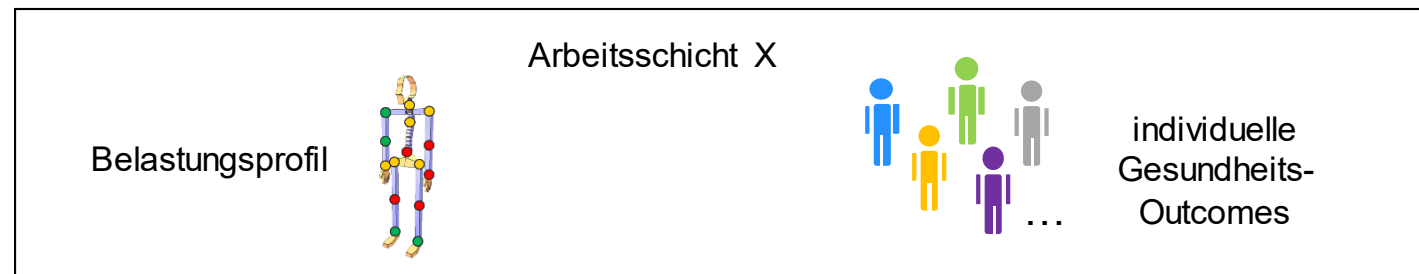 Arbeitsschicht X
Belastungsprofil
individuelle
Gesundheits-
Outcomes
...